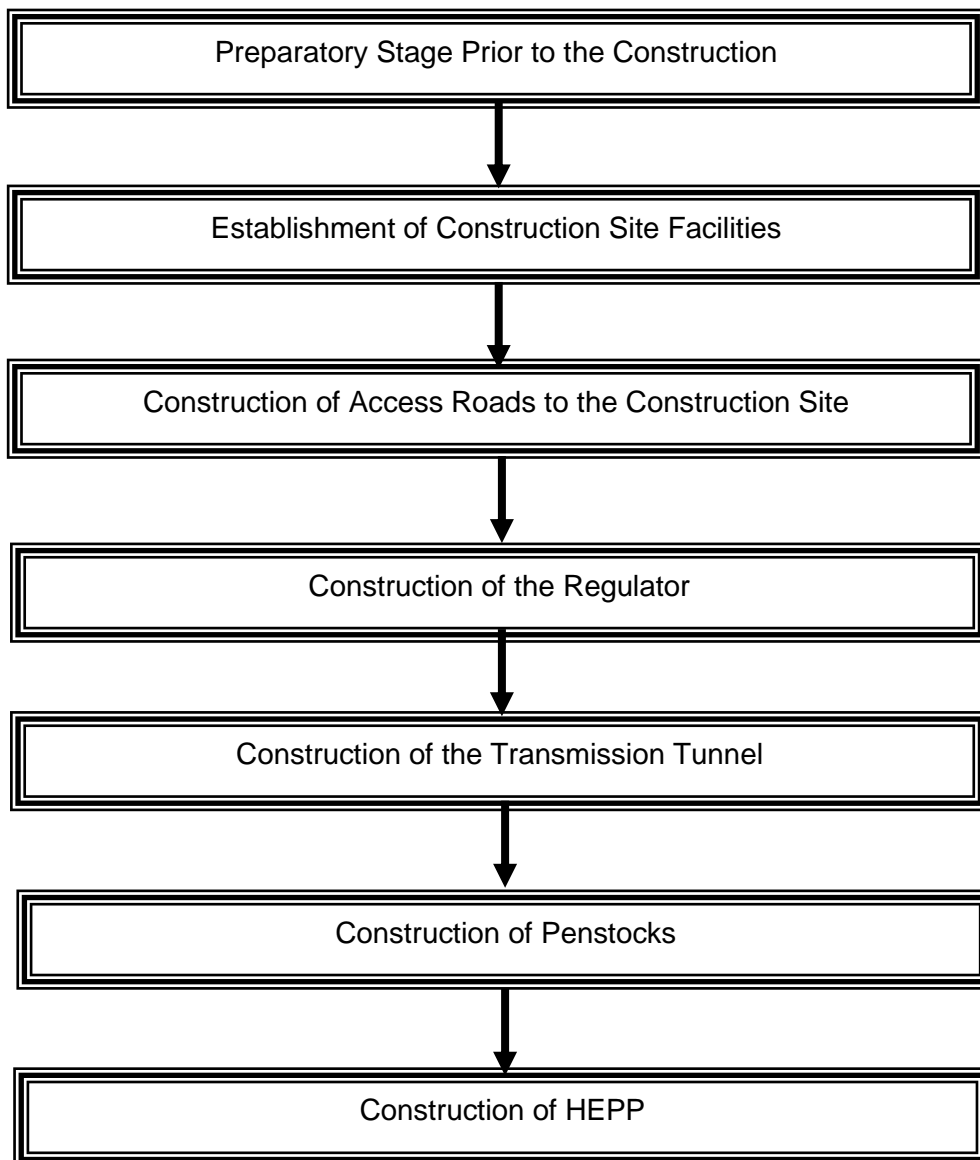 Preparatory Stage Prior to the Construction
Establishment of Construction Site Facilities
Construction of Access Roads to the Construction Site
Construction of the Regulator
Construction of the Transmission Tunnel
Construction of Penstocks
Construction of HEPP